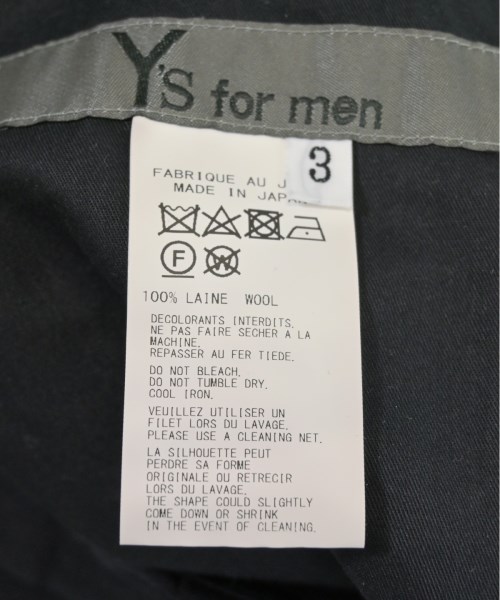 Y's for men
3
FABRIQUE AU J
MADE IN JAPAN
F W
100% LAINE WOOL
DECOLORANTS INTERDITS.
NE PAS FAIRE SECHER A LA
MACHINE.
REPASSER AU FER TIEDE.
DO NOT BLEACH.
DO NOT TUMBLE DRY.
COOL IRON.
VEUILLEZ UTILISER UN
FILET LORS DU LAVAGE.
PLEASE USE A CLEANING NET.
LA SILHOUETTE PEUT
PERDRE SA FORME
ORIGINALE OU RETRECIR
LORS DU LAVAGE.
THE SHAPE COULD SLIGHTLY
COME DOWN OR SHRINK
IN THE EVENT OF CLEANING.